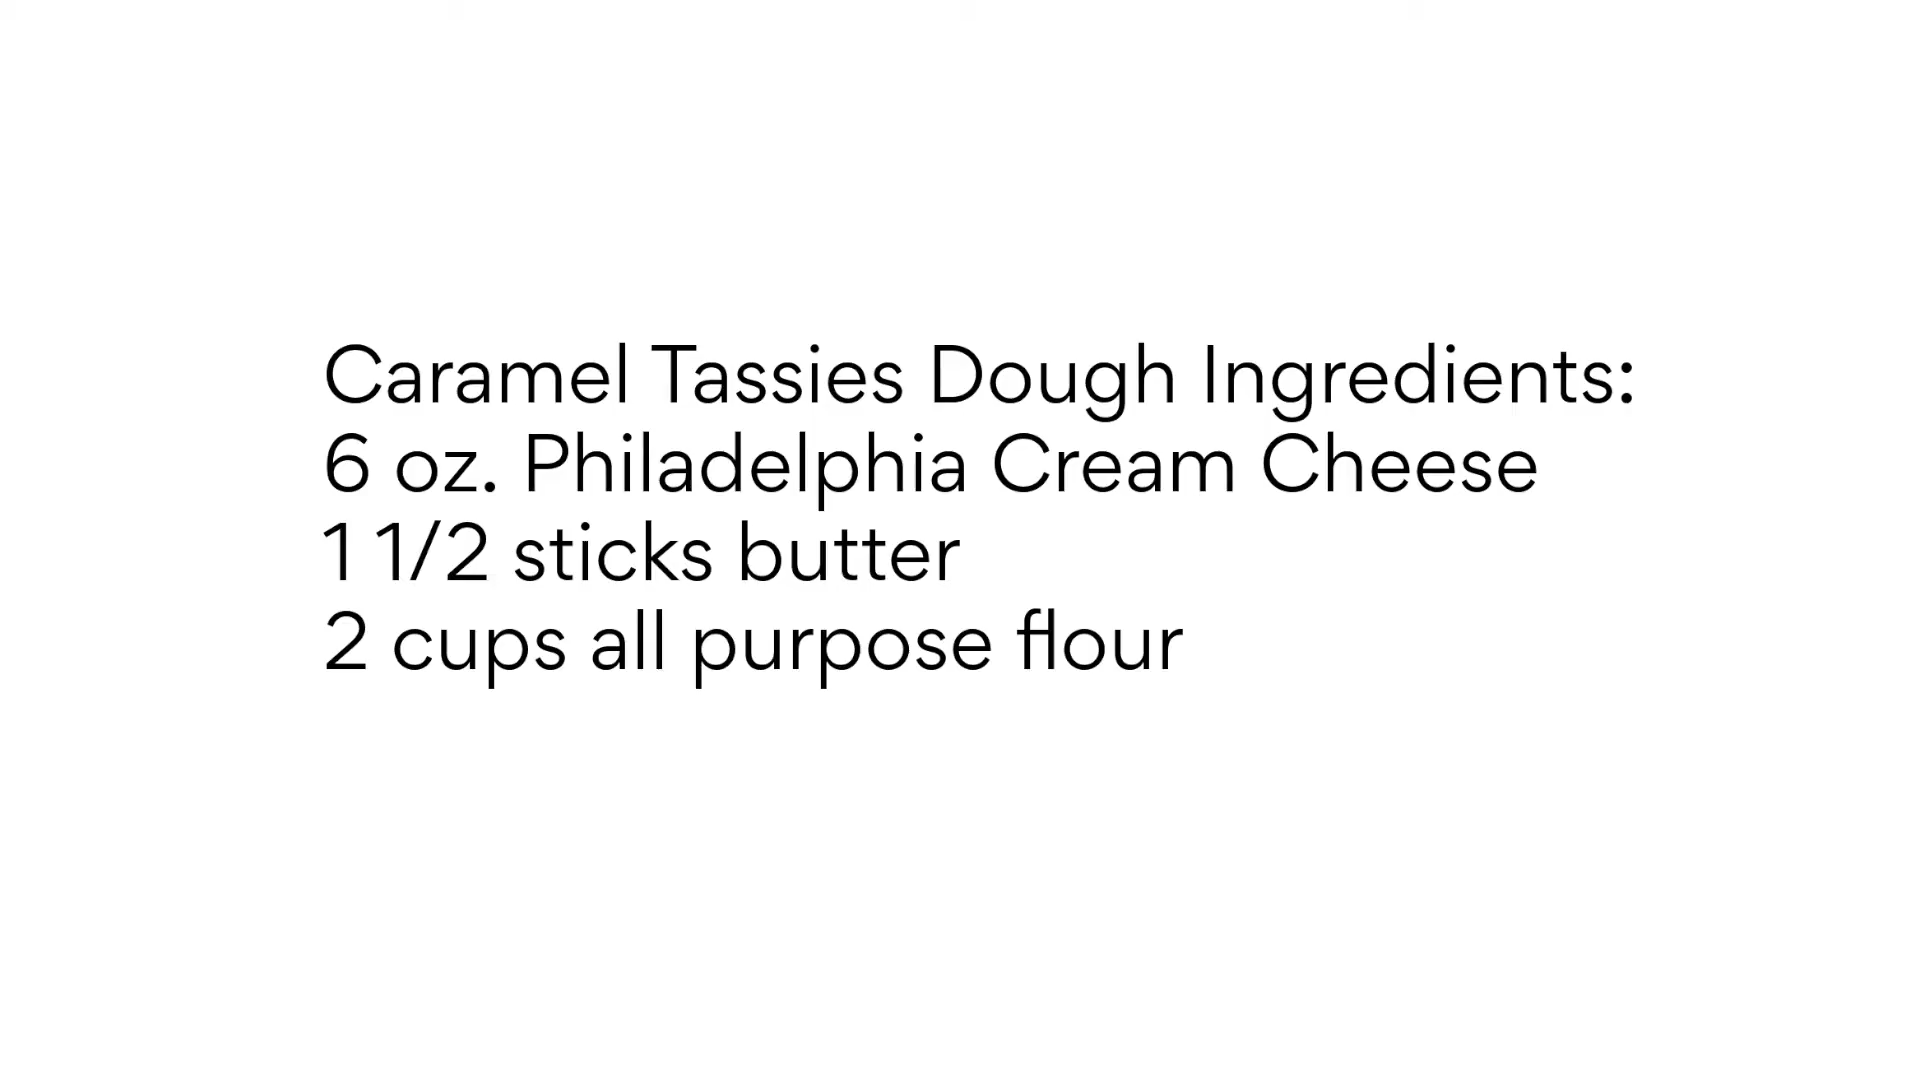 Caramel Tassies Dough Ingredients:
6 oz. Philadelphia Cream Cheese
1 1/2 sticks butter
2 cups all purpose flour